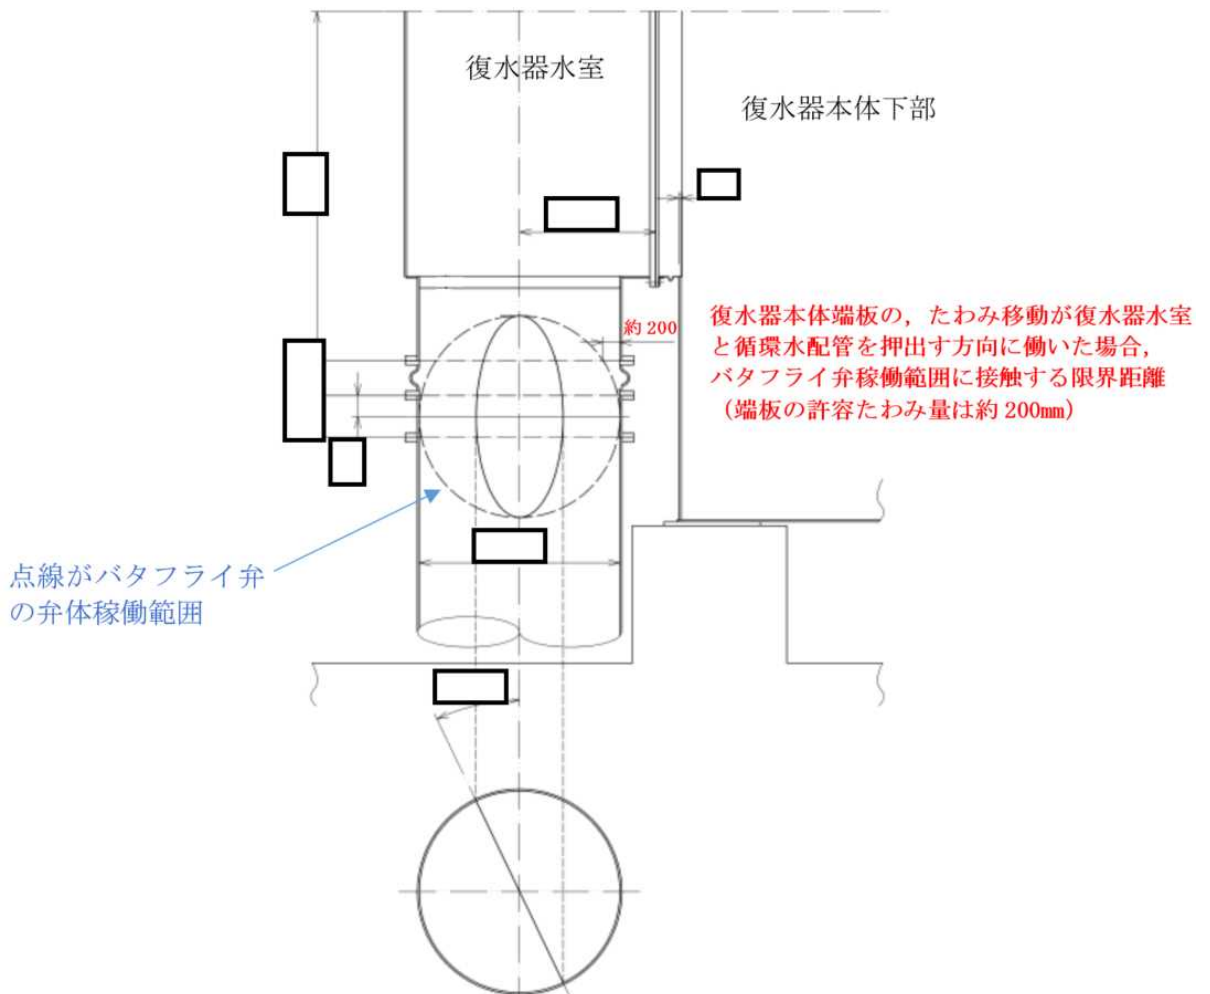 復水器水室
復水器本体下部
約 200
復水器本体端板の，たわみ移動が復水器水室
と循環水配管を押出す方向に働いた場合，
バタフライ弁稼働範囲に接触する限界距離
（端板の許容たわみ量は約 200mm）
点線がバタフライ弁
の弁体稼働範囲